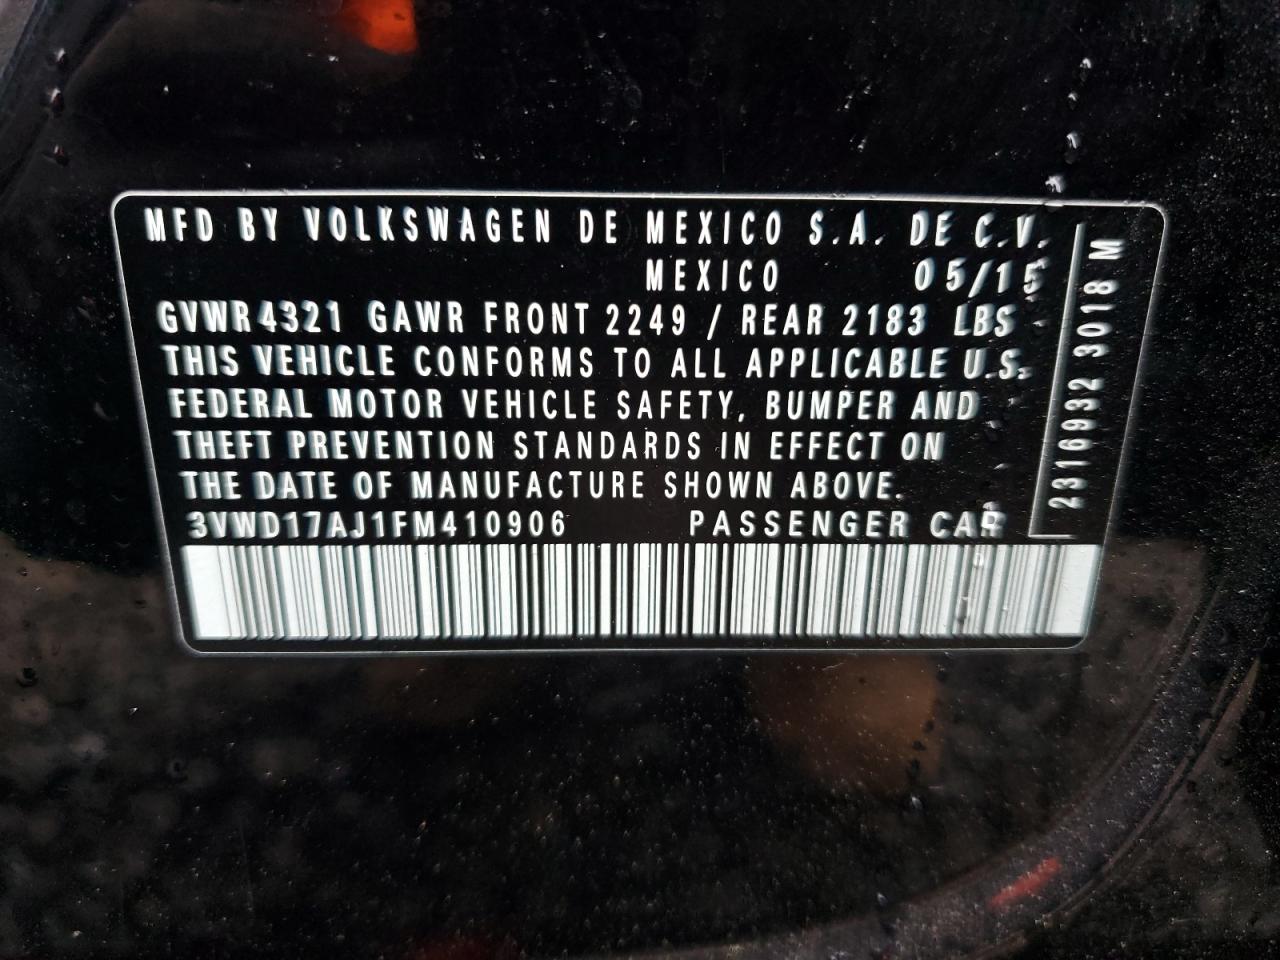 MFD BY VOLKSWAGEN DE MEXICO S.A. DE C.V.
MEXICO 05/15
GVWR 4321 GAWR FRONT 2249 / REAR 2183 LBS
THIS VEHICLE CONFORMS TO ALL APPLICABLE U.S.
FEDERAL MOTOR VEHICLE SAFETY, BUMPER AND
THEFT PREVENTION STANDARDS IN EFFECT ON
THE DATE OF MANUFACTURE SHOWN ABOVE.
3VWD17AJ1FM410906 PASSENGER CAR
2316932 3018 M